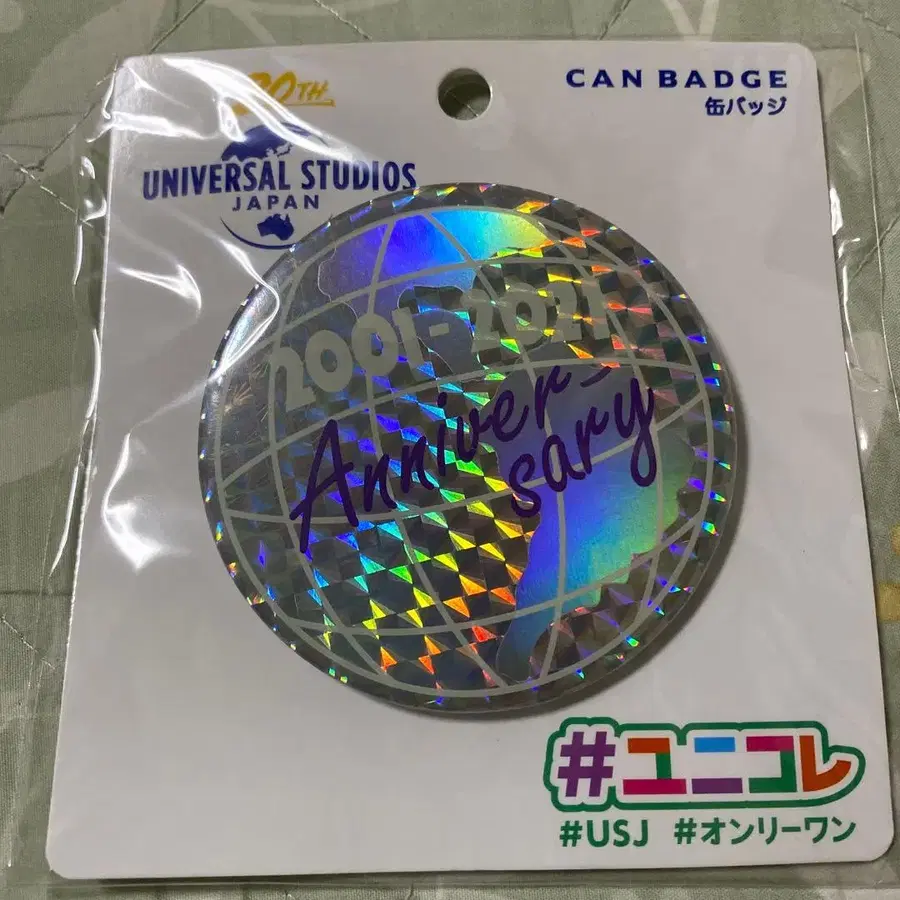 20TH
UNIVERSAL STUDIOS
JAPAN
CAN BADGE
缶バッジ
2001-2021
Anniver-
sary
#ユニコレ
#USJ #オンリーワン